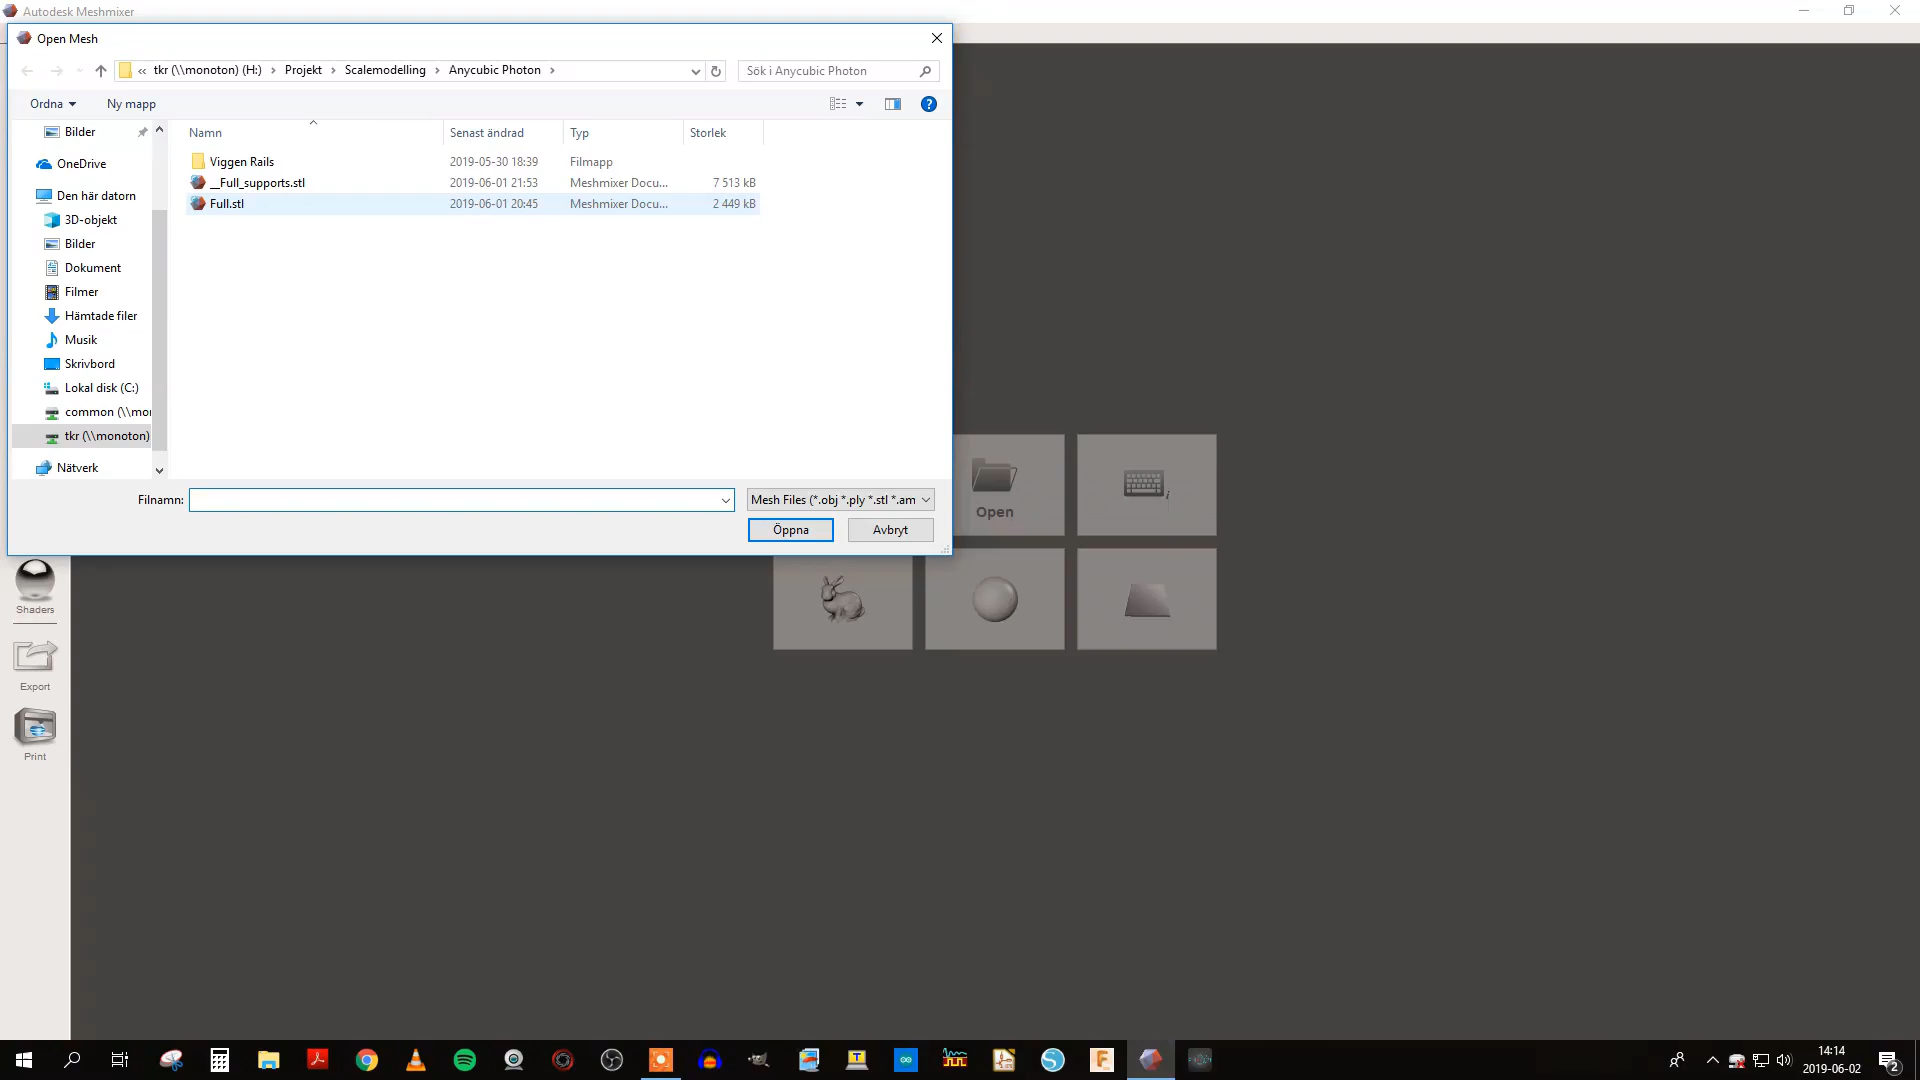 Autodesk Meshmixer
Open Mesh
« tkr (\\monoton) (H:) › Projekt › Scalemodelling › Anycubic Photon ›
Sök i Anycubic Photon
Ordna
Ny mapp
Namn
Senast ändrad
Typ
Storlek
Viggen Rails
2019-05-30 18:39
Filmapp
__Full_supports.stl
2019-06-01 21:53
Meshmixer Docu...
7 513 kB
Full.stl
2019-06-01 20:45
Meshmixer Docu...
2 449 kB
Bilder
OneDrive
Den här datorn
3D-objekt
Bilder
Dokument
Filmer
Hämtade filer
Musik
Skrivbord
Lokal disk (C:)
common (\\mo
tkr (\\monoton)
Nätverk
Filnamn:
Mesh Files (*.obj *.ply *.stl *.am
Öppna
Avbryt
Open
Shaders
Export
Print
14:14
2019-06-02
2